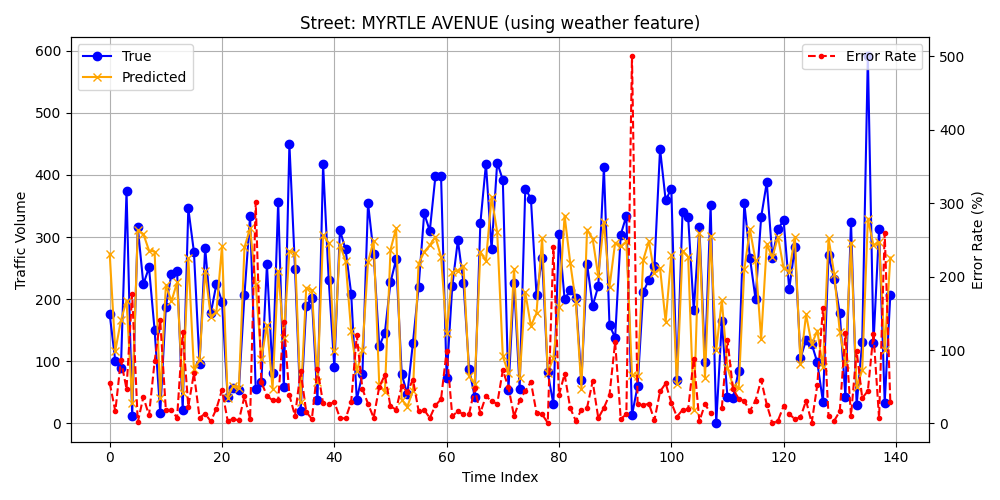 Street: MYRTLE AVENUE (using weather feature)
True
Predicted
Error Rate
Traffic Volume
600
500
400
300
200
100
0
Error Rate (%)
500
400
300
200
100
0
0 20 40 60 80 100 120 140
Time Index